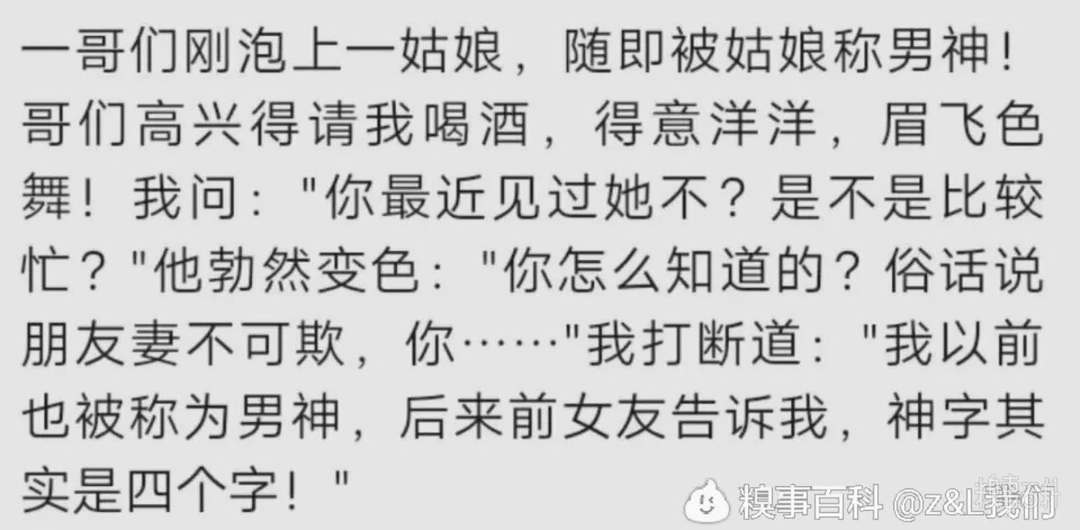 一哥们刚泡上一姑娘，随即被姑娘称男神！
哥们高兴得请我喝酒，得意洋洋，眉飞色
舞！我问："你最近见过她不？是不是比较
忙？"他勃然变色："你怎么知道的？俗话说
朋友妻不可欺，你……"我打断道："我以前
也被称为男神，后来前女友告诉我，神字其
实是四个字！"
糗事百科 @z&L我们